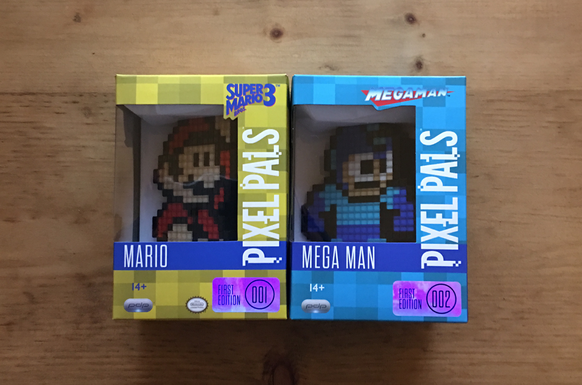 SUPER
MARIO
BROS.
3
PIXEL PALS
MARIO
14+
FIRST
EDITION
001
MEGAMAN
PIXEL PALS
MEGA MAN
14+
FIRST
EDITION
002